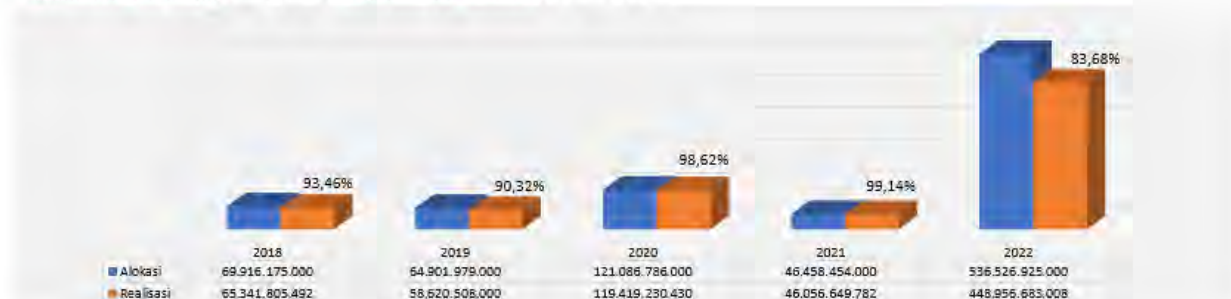 83,68%
98,62%
93,46%
90,32%
99,14%
2018 2019 2020 2021 2022
Alokasi 69.916.175.000 64.901.979.000 121.086.786.000 46.458.454.000 536.526.925.000
Realisasi 65.341.805.492 58.620.508.000 119.419.230.430 46.056.649.782 448.956.683.008